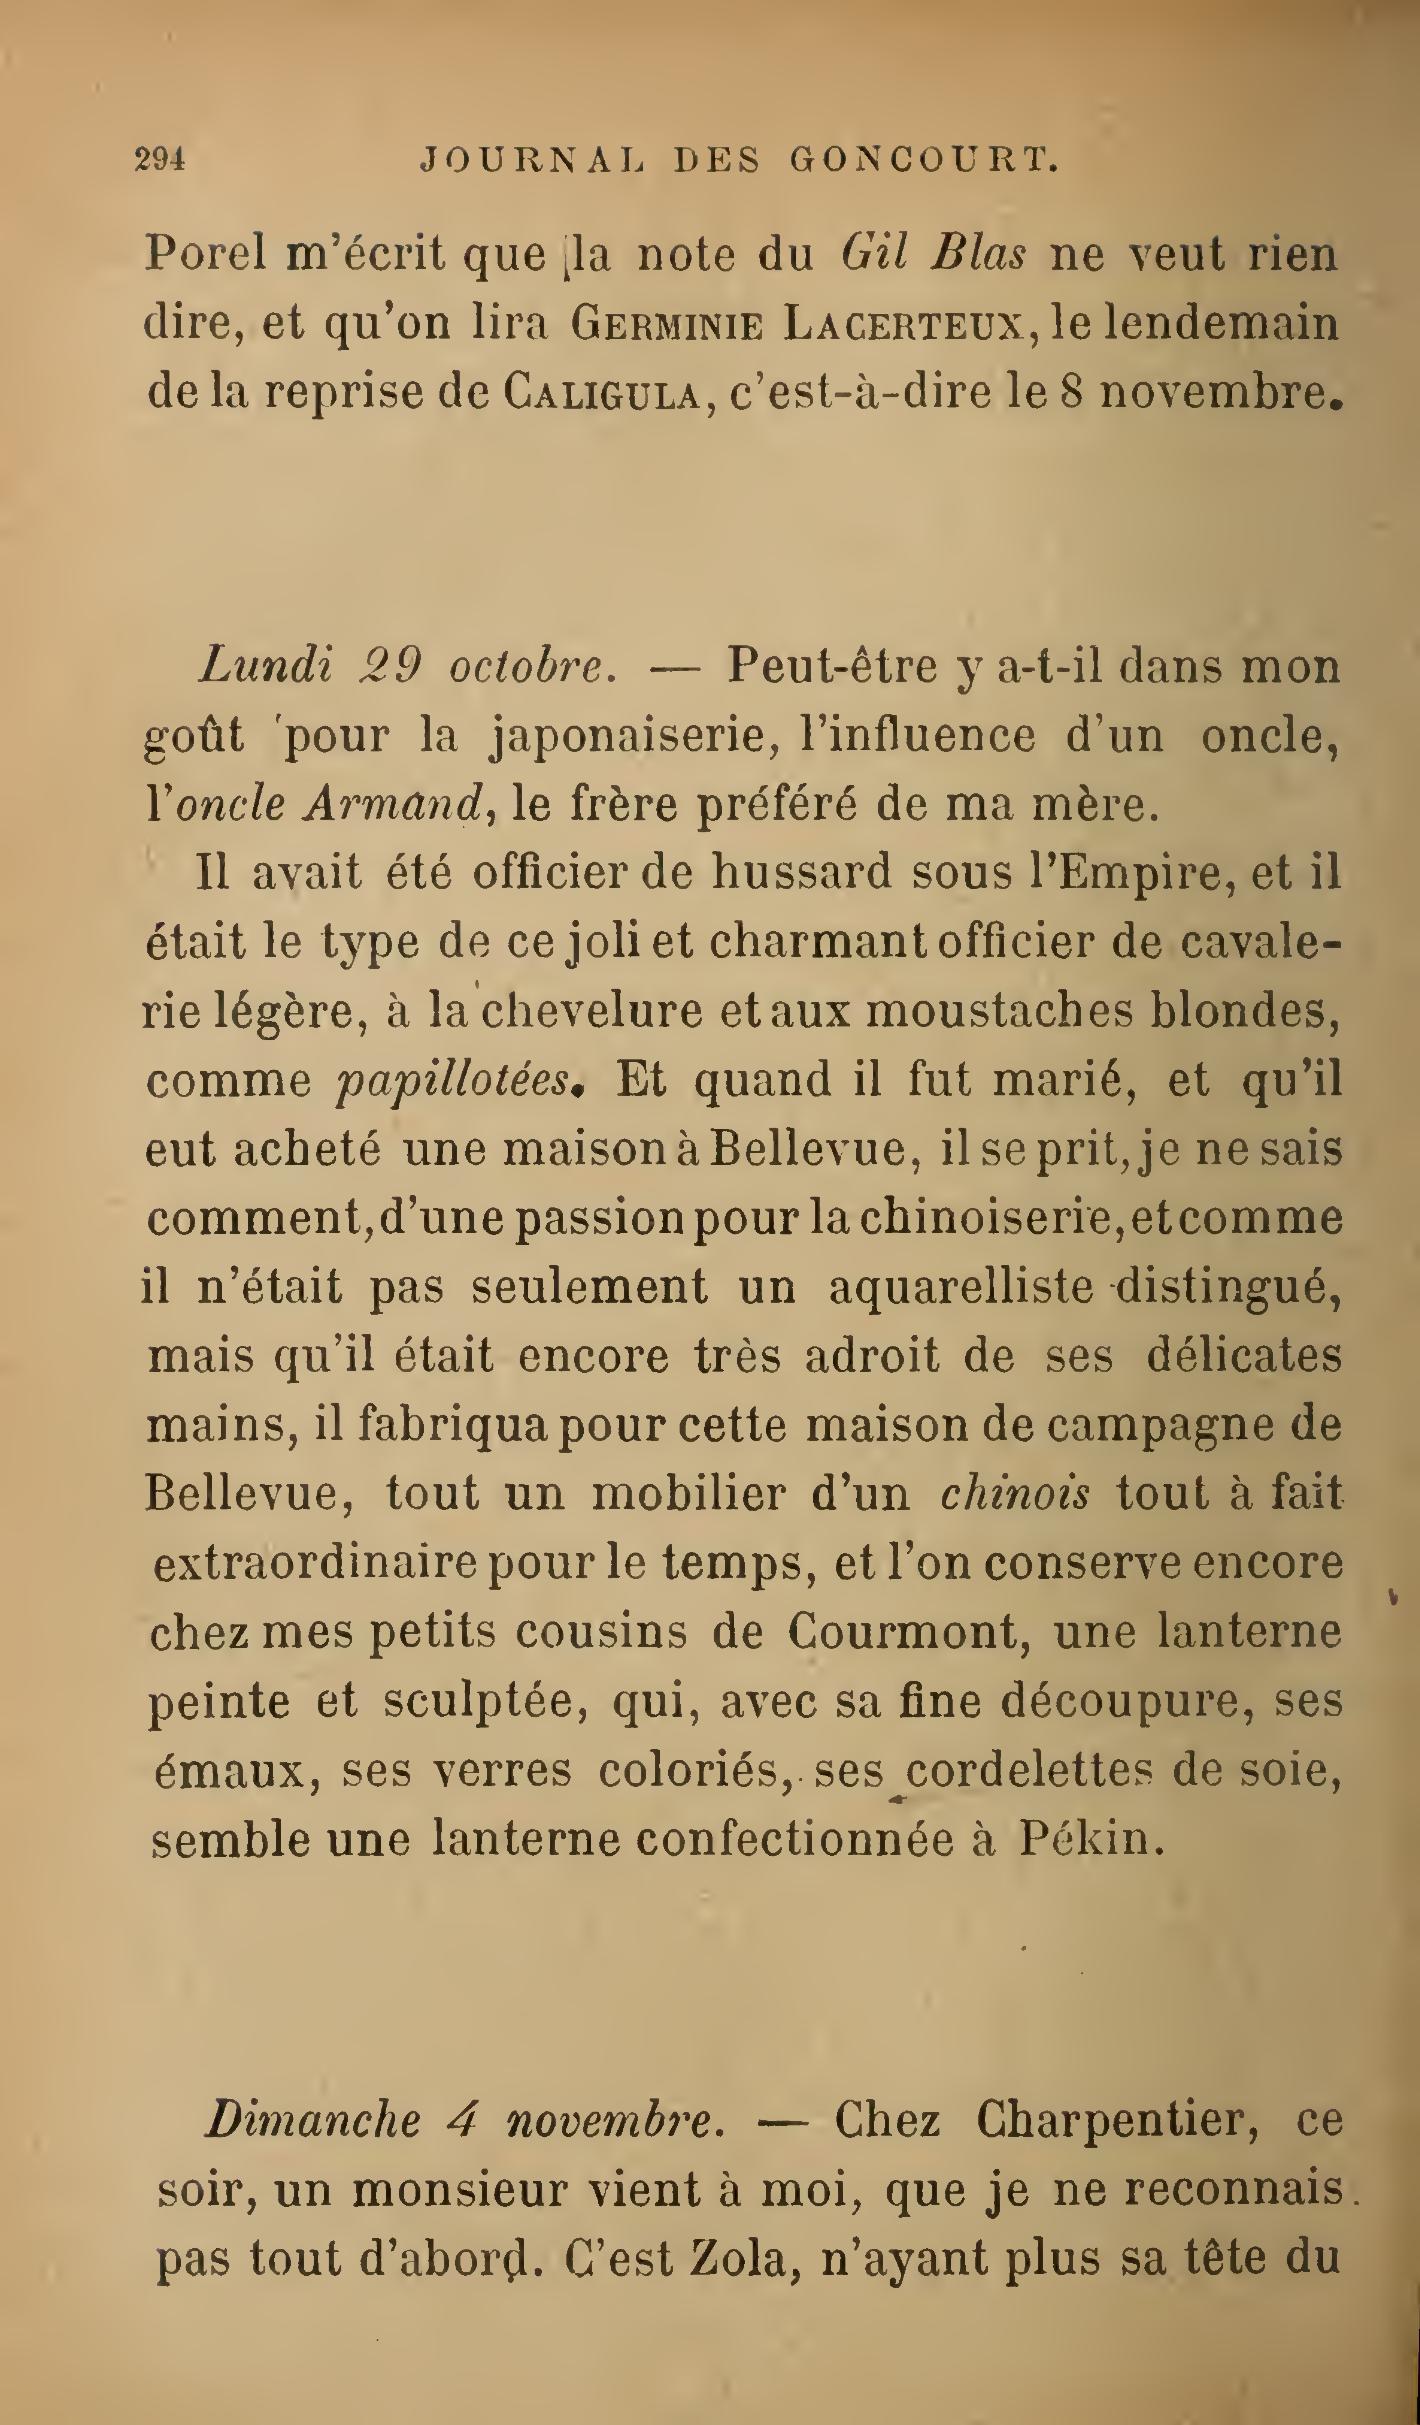 294 JOURNAL DES GONCOURT.
Porel m'écrit que la note du Gil Blas ne veut rien
dire, et qu'on lira GERMINIE LACERTEUX, le lendemain
de la reprise de CALIGULA, c'est-à-dire le 8 novembre.
Lundi 29 octobre. — Peut-être y a-t-il dans mon
goût pour la japonaiserie, l'influence d'un oncle,
l'oncle Armand, le frère préféré de ma mère.
Il avait été officier de hussard sous l'Empire, et il
était le type de ce joli et charmant officier de cavale-
rie légère, à la chevelure et aux moustaches blondes,
comme papillotées. Et quand il fut marié, et qu'il
eut acheté une maison à Bellevue, il se prit, je ne sais
comment, d'une passion pour la chinoiserie, et comme
il n'était pas seulement un aquarelliste distingué,
mais qu'il était encore très adroit de ses délicates
mains, il fabriqua pour cette maison de campagne de
Bellevue, tout un mobilier d'un chinois tout à fait
extraordinaire pour le temps, et l'on conserve encore
chez mes petits cousins de Courmont, une lanterne
peinte et sculptée, qui, avec sa fine découpure, ses
émaux, ses verres coloriés, ses cordelettes de soie,
semble une lanterne confectionnée à Pékin.
Dimanche 4 novembre. — Chez Charpentier, ce
soir, un monsieur vient à moi, que je ne reconnais
pas tout d'abord. C'est Zola, n'ayant plus sa tête du